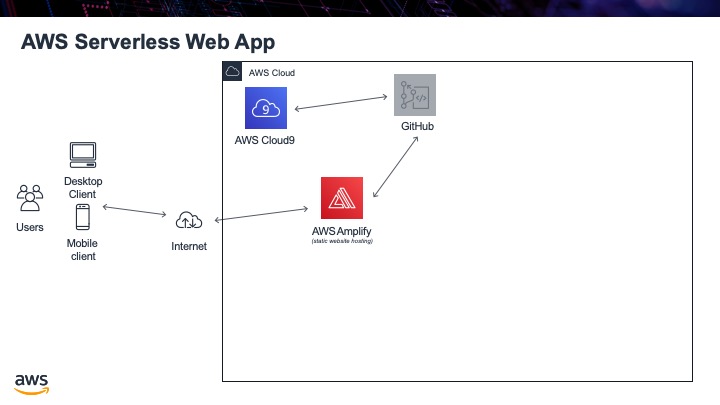 AWS Serverless Web App
AWS Cloud
9
AWS Cloud9
</>
GitHub
Desktop
Client
Users
Mobile
client
Internet
AWS Amplify
(static website hosting)
aws